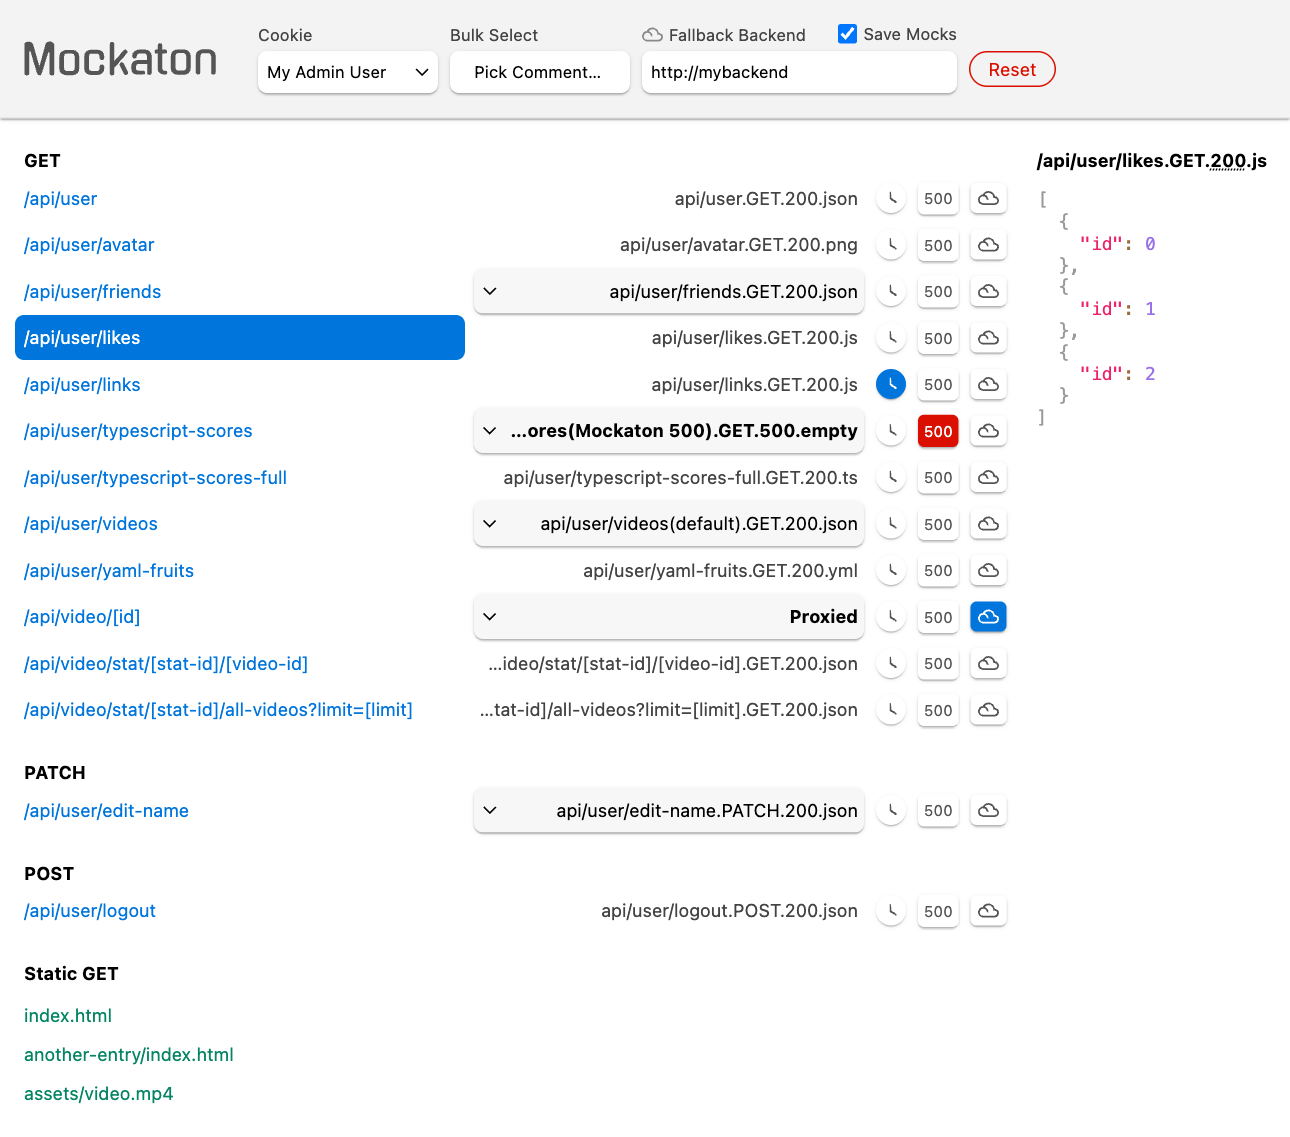 Mockaton
Cookie
My Admin User
Bulk Select
Pick Comment...
Fallback Backend
Save Mocks
http://mybackend
Reset
GET
/api/user api/user.GET.200.json 500
/api/user/avatar api/user/avatar.GET.200.png 500
/api/user/friends api/user/friends.GET.200.json 500
/api/user/likes api/user/likes.GET.200.js 500
/api/user/links api/user/links.GET.200.js 500
/api/user/typescript-scores ...ores(Mockaton 500).GET.500.empty 500
/api/user/typescript-scores-full api/user/typescript-scores-full.GET.200.ts 500
/api/user/videos api/user/videos(default).GET.200.json 500
/api/user/yaml-fruits api/user/yaml-fruits.GET.200.yml 500
/api/video/[id] Proxied 500
/api/video/stat/[stat-id]/[video-id] ...ideo/stat/[stat-id]/[video-id].GET.200.json 500
/api/video/stat/[stat-id]/all-videos?limit=[limit] ...tat-id]/all-videos?limit=[limit].GET.200.json 500
PATCH
/api/user/edit-name api/user/edit-name.PATCH.200.json 500
POST
/api/user/logout api/user/logout.POST.200.json 500
Static GET
index.html
another-entry/index.html
assets/video.mp4
/api/user/likes.GET.200.js
[
  {
    "id": 0
  },
  {
    "id": 1
  },
  {
    "id": 2
  }
]